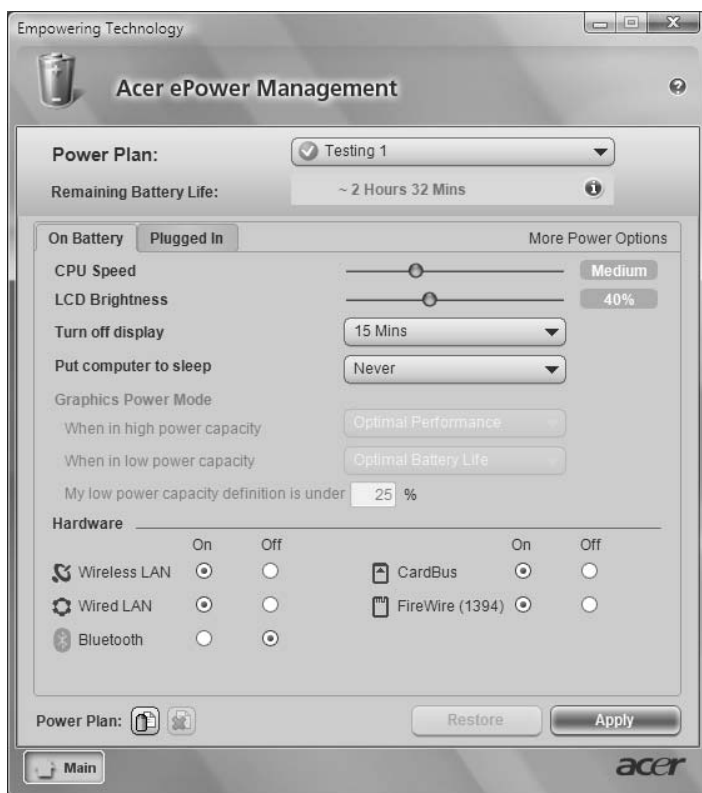 Empowering Technology
Acer ePower Management
Power Plan: Testing 1
Remaining Battery Life: ~ 2 Hours 32 Mins
On Battery Plugged In More Power Options
CPU Speed Medium
LCD Brightness 40%
Turn off display 15 Mins
Put computer to sleep Never
Graphics Power Mode
When in high power capacity Optimal Performance
When in low power capacity Optimal Battery Life
My low power capacity definition is under 25 %
Hardware
On Off On Off
Wireless LAN CardBus
Wired LAN FireWire (1394)
Bluetooth
Power Plan: Restore Apply
Main acer